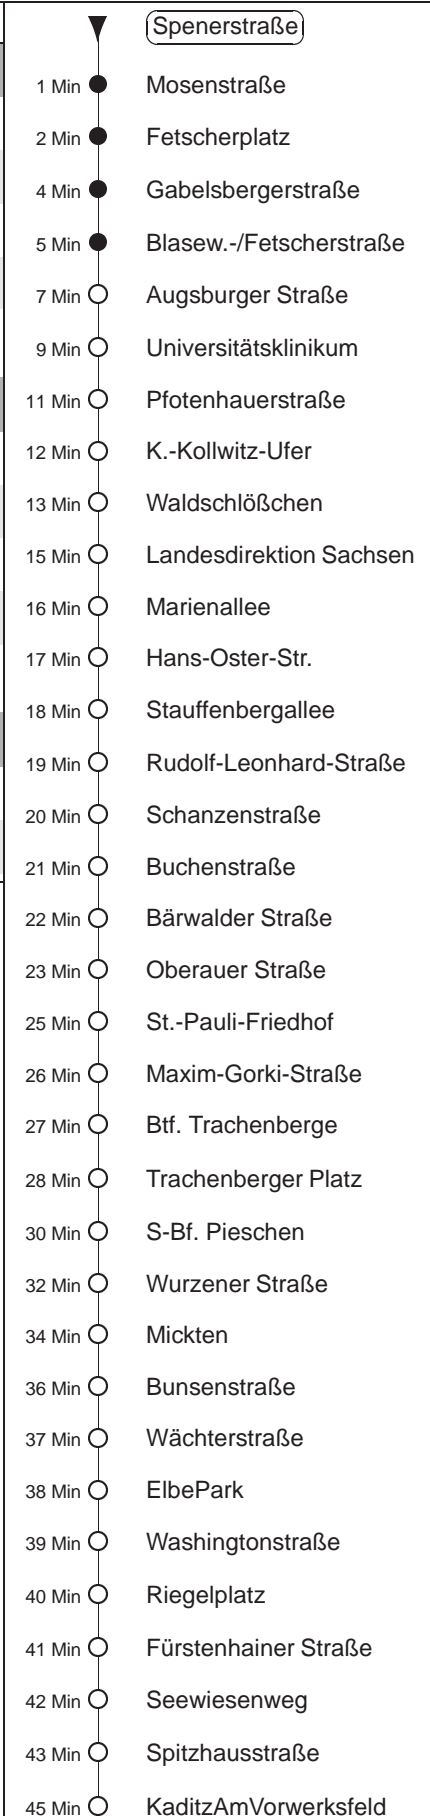 Spenerstraße
1 Min Mosenstraße
2 Min Fetscherplatz
4 Min Gabelsbergerstraße
5 Min Blasew.-/Fetscherstraße
7 Min Augsburger Straße
9 Min Universitätsklinikum
11 Min Pfotenhauerstraße
12 Min K.-Kollwitz-Ufer
13 Min Waldschlößchen
15 Min Landesdirektion Sachsen
16 Min Marienallee
17 Min Hans-Oster-Str.
18 Min Stauffenbergallee
19 Min Rudolf-Leonhard-Straße
20 Min Schanzenstraße
21 Min Buchenstraße
22 Min Bärwalder Straße
23 Min Oberauer Straße
25 Min St.-Pauli-Friedhof
26 Min Maxim-Gorki-Straße
27 Min Btf. Trachenberge
28 Min Trachenberger Platz
30 Min S-Bf. Pieschen
32 Min Wurzener Straße
34 Min Mickten
36 Min Bunsenstraße
37 Min Wächterstraße
38 Min ElbePark
39 Min Washingtonstraße
40 Min Riegelplatz
41 Min Fürstenhainer Straße
42 Min Seewiesenweg
43 Min Spitzhausstraße
45 Min KaditzAmVorwerksfeld